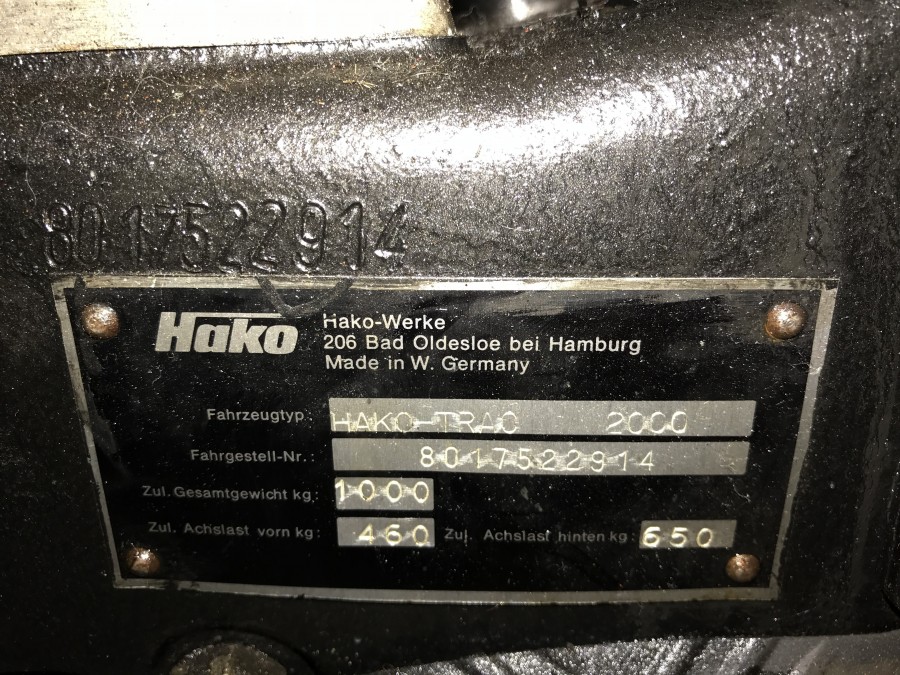 8017522914
Hako
Hako-Werke
206 Bad Oldesloe bei Hamburg
Made in W. Germany
Fahrzeugtyp: HAKO-TRAC 2000
Fahrgestell-Nr.: 8017522914
Zul. Gesamtgewicht kg: 1000
Zul. Achslast vorn kg: 460 Zul. Achslast hinten kg: 650